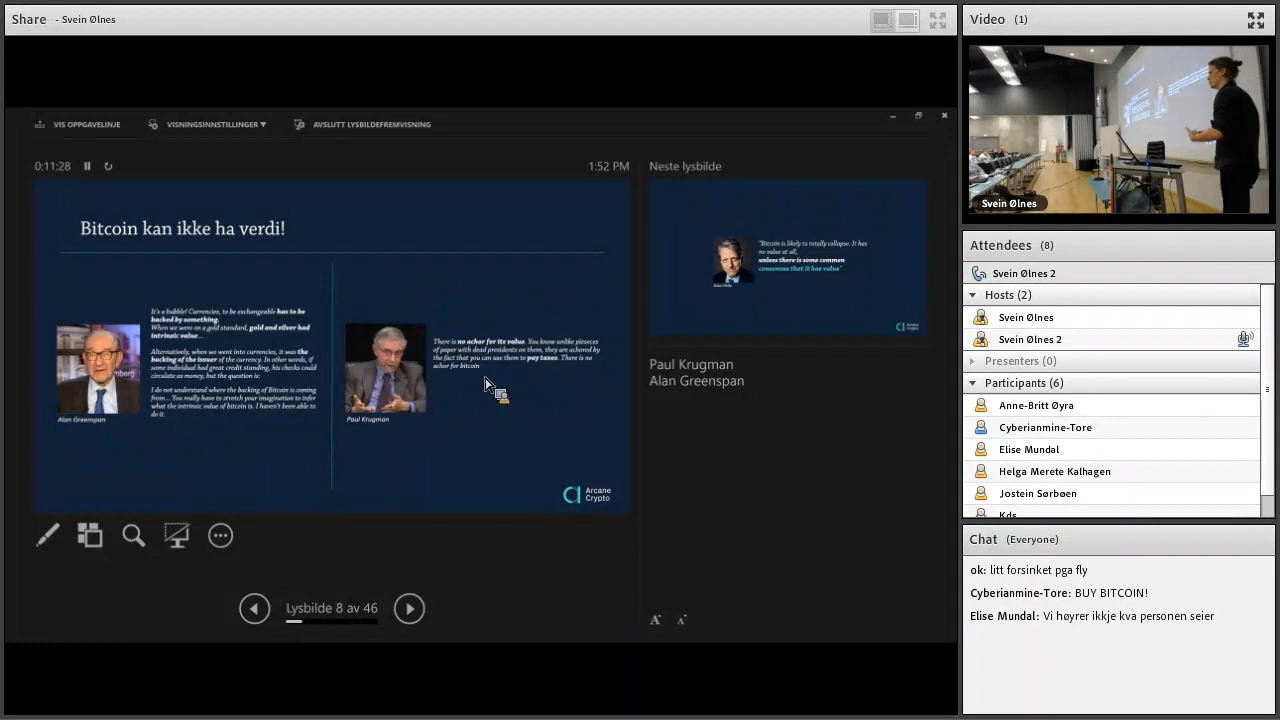 Share - Svein Ølnes
VIS OPPGAVELINJE
VISNINGSINNSTILLINGER
AVSLUTT LYSBILDEFREMVISNING
0:11:28
1:52 PM
Bitcoin kan ikke ha verdi!
It's a bubble! Currencies, to be exchangeable has to be
backed by something.
When we were on a gold standard, gold and silver had
intrinsic value...
Alternatively, when we went into currencies, it was the
backing of the issuer of the currency. In other words, if
some individual had great credit standing, his checks could
circulate as money, but the question is:
I do not understand where the backing of Bitcoin is coming
from... You really have to stretch your imagination to infer
what the intrinsic value of bitcoin is. I haven't been able to
do it.
Alan Greenspan
There is no achor for its value. You know unlike pieseces
of paper with dead presidents on them, they are achored by
the fact that you can use them to pay taxes. There is no
achor for bitcoin
Paul Krugman
Arcane
Crypto
Lysbilde 8 av 46
Neste lysbilde
"Bitcoin is likely to totally collapse. It has
no value at all,
unless there is some common
consensus that it has value"
Paul Krugman
Alan Greenspan
A A
Video (1)
Svein Ølnes
Attendees (8)
Svein Ølnes 2
Hosts (2)
Svein Ølnes
Svein Ølnes 2
Presenters (0)
Participants (6)
Anne-Britt Øyra
Cyberianmine-Tore
Elise Mundal
Helga Merete Kalhagen
Jostein Sørbøen
Kds
Chat (Everyone)
ok: litt forsinket pga fly
Cyberianmine-Tore: BUY BITCOIN!
Elise Mundal: Vi høyrer ikkje kva personen seier